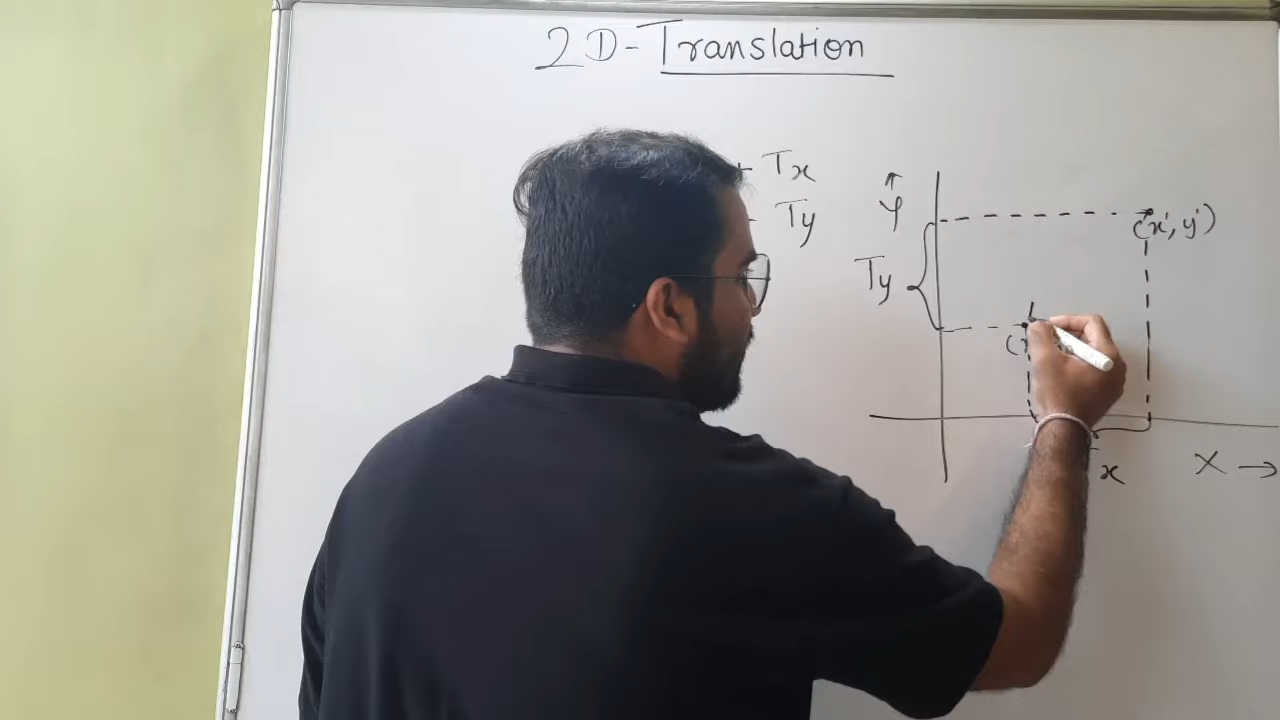 2D-Translation
+ Tx
Ty
Y
(x', y')
Ty
x
X →